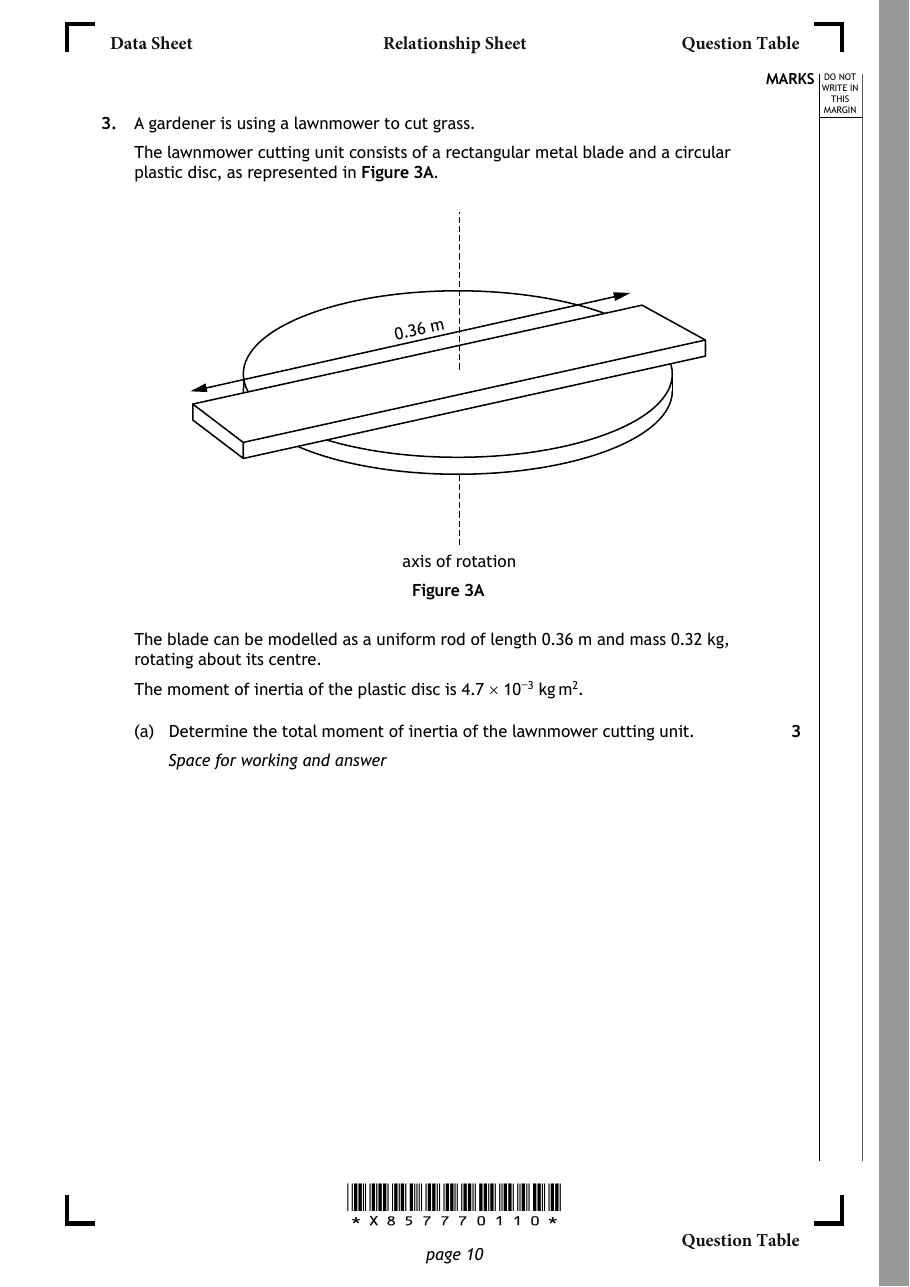 Data Sheet Relationship Sheet Question Table
MARKS
DO NOT
WRITE IN
THIS
MARGIN
3. A gardener is using a lawnmower to cut grass.
The lawnmower cutting unit consists of a rectangular metal blade and a circular
plastic disc, as represented in Figure 3A.
0.36 m
axis of rotation
Figure 3A
The blade can be modelled as a uniform rod of length 0.36 m and mass 0.32 kg,
rotating about its centre.
The moment of inertia of the plastic disc is 4.7 × 10⁻³ kg m².
(a) Determine the total moment of inertia of the lawnmower cutting unit. 3
Space for working and answer
* X 8 5 7 7 7 0 1 1 0 *
Question Table
page 10